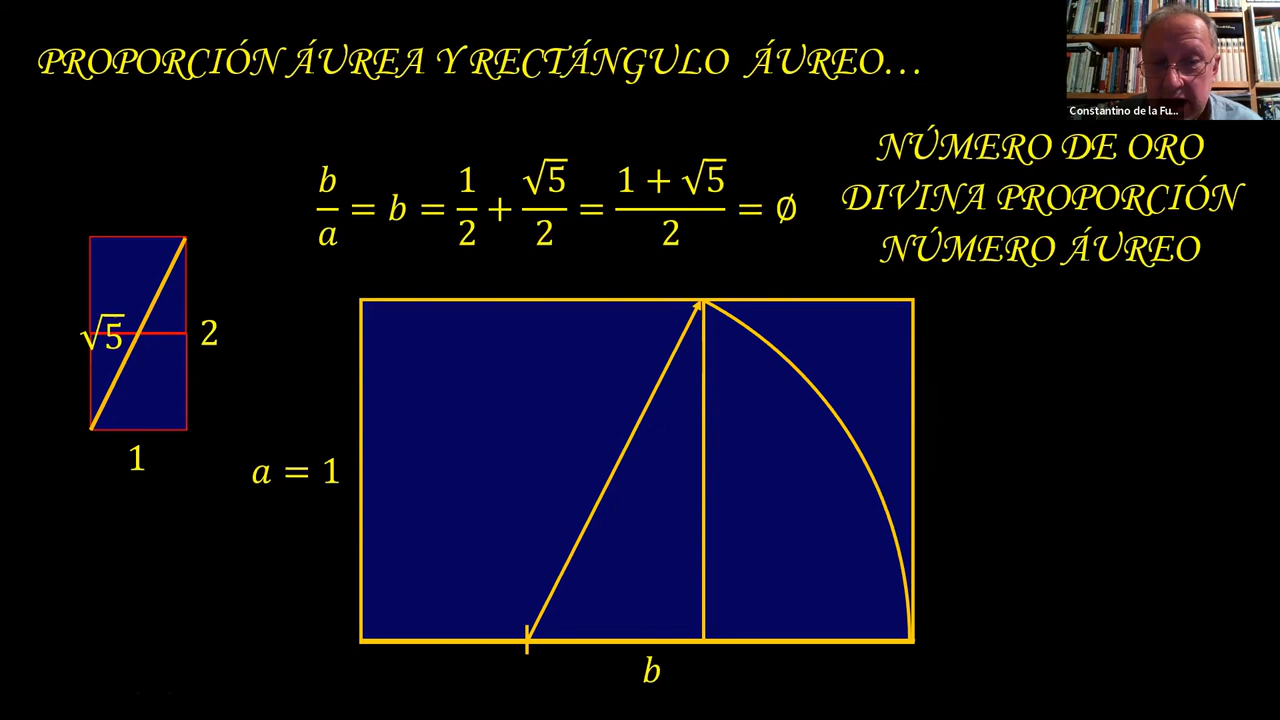 PROPORCIÓN ÁUREA Y RECTÁNGULO ÁUREO...
Constantino de la Fu...
NÚMERO DE ORO
DIVINA PROPORCIÓN
NÚMERO ÁUREO
b/a = b = 1/2 + √5/2 = (1 + √5)/2 = ∅
√5
2
1
a = 1
b